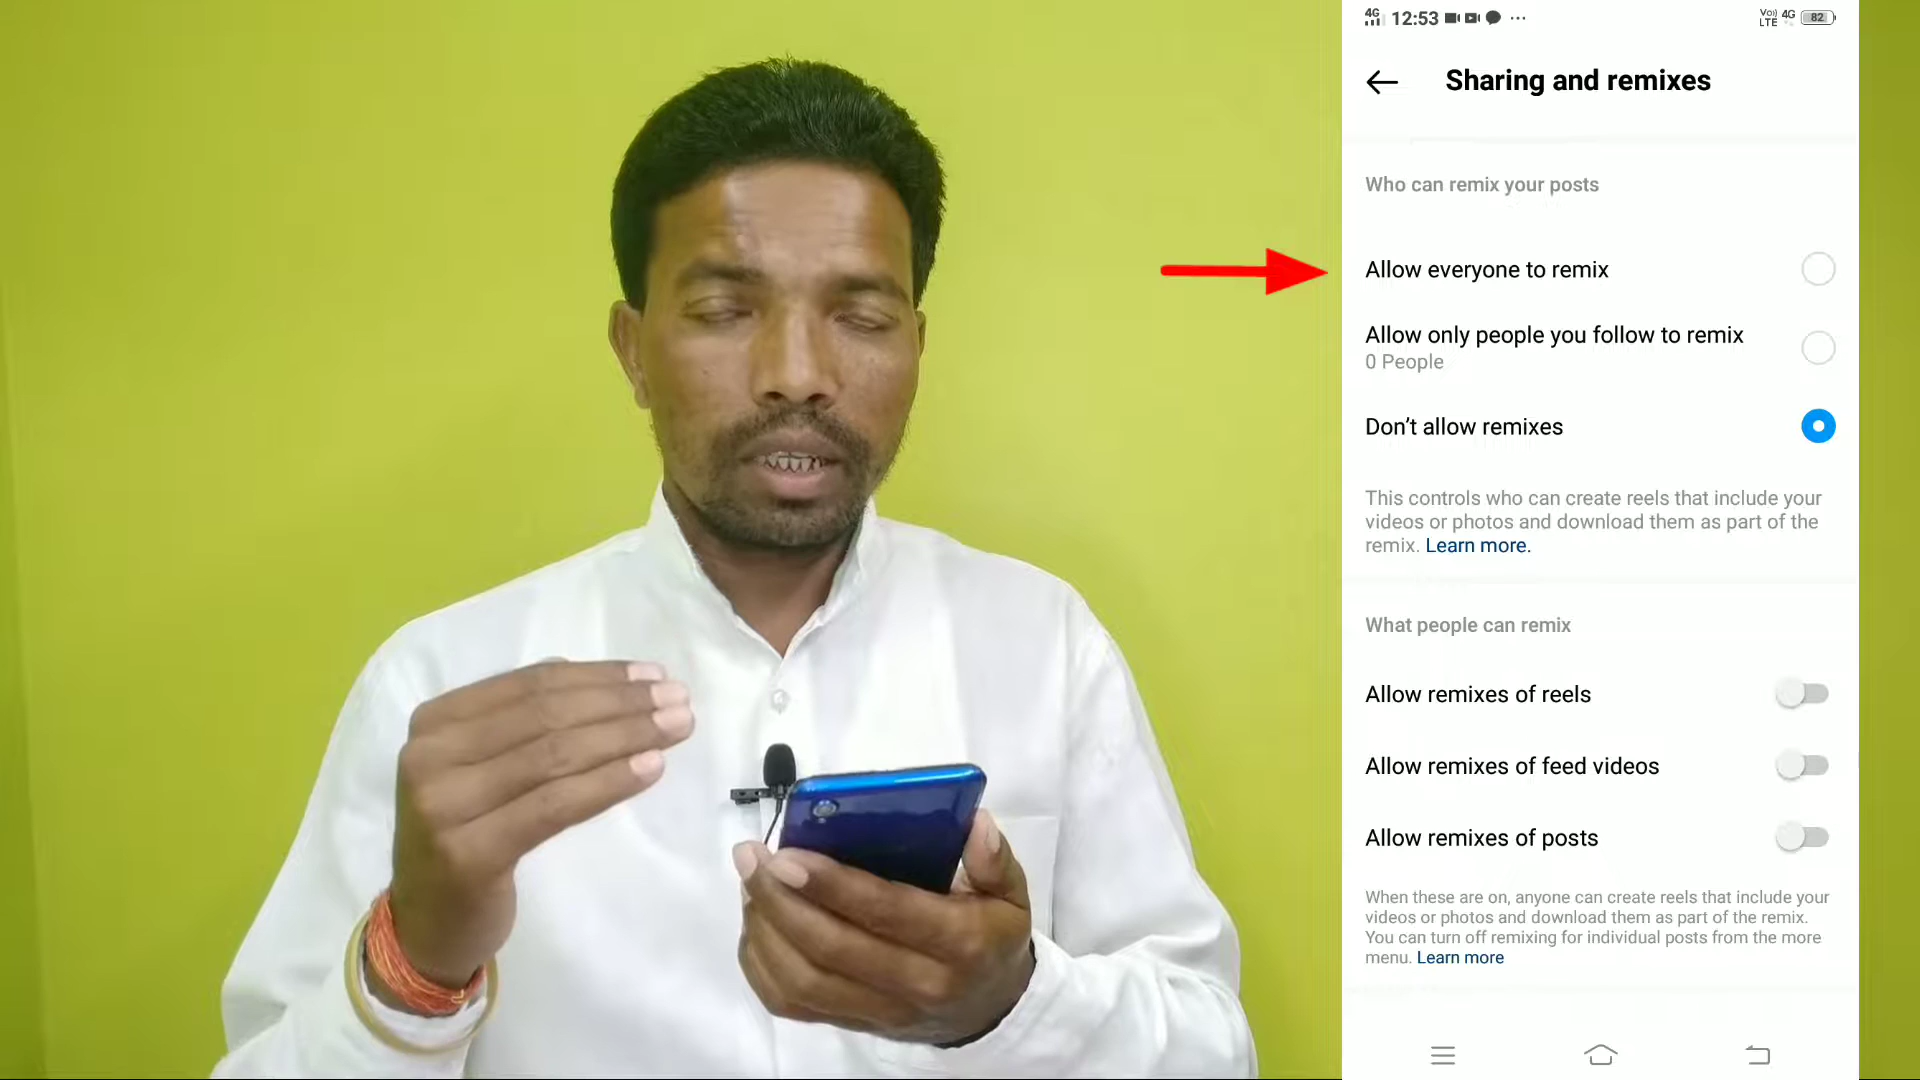 4G 12:53 ... Vo) LTE 4G 82
Sharing and remixes
Who can remix your posts
Allow everyone to remix
Allow only people you follow to remix
0 People
Don't allow remixes
This controls who can create reels that include your
videos or photos and download them as part of the
remix. Learn more.
What people can remix
Allow remixes of reels
Allow remixes of feed videos
Allow remixes of posts
When these are on, anyone can create reels that include your
videos or photos and download them as part of the remix.
You can turn off remixing for individual posts from the more
menu. Learn more